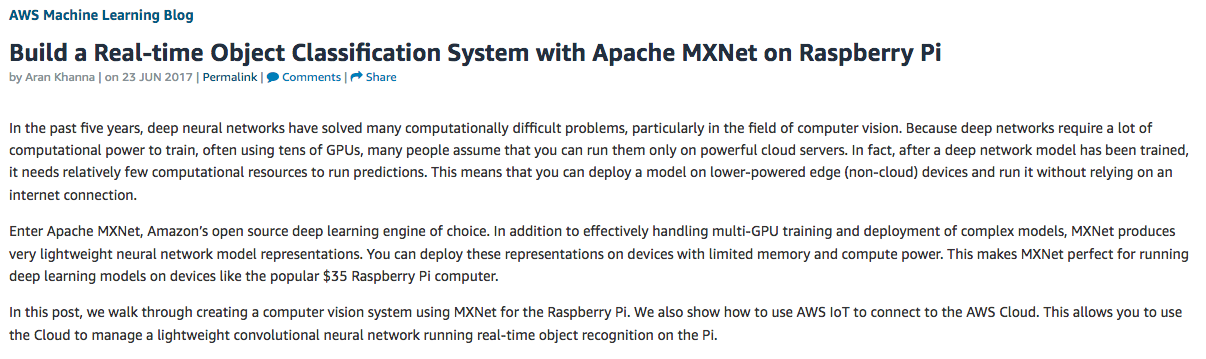 AWS Machine Learning Blog
Build a Real-time Object Classification System with Apache MXNet on Raspberry Pi
by Aran Khanna | on 23 JUN 2017 | Permalink | Comments | Share
In the past five years, deep neural networks have solved many computationally difficult problems, particularly in the field of computer vision. Because deep networks require a lot of
computational power to train, often using tens of GPUs, many people assume that you can run them only on powerful cloud servers. In fact, after a deep network model has been trained,
it needs relatively few computational resources to run predictions. This means that you can deploy a model on lower-powered edge (non-cloud) devices and run it without relying on an
internet connection.
Enter Apache MXNet, Amazon’s open source deep learning engine of choice. In addition to effectively handling multi-GPU training and deployment of complex models, MXNet produces
very lightweight neural network model representations. You can deploy these representations on devices with limited memory and compute power. This makes MXNet perfect for running
deep learning models on devices like the popular $35 Raspberry Pi computer.
In this post, we walk through creating a computer vision system using MXNet for the Raspberry Pi. We also show how to use AWS IoT to connect to the AWS Cloud. This allows you to use
the Cloud to manage a lightweight convolutional neural network running real-time object recognition on the Pi.